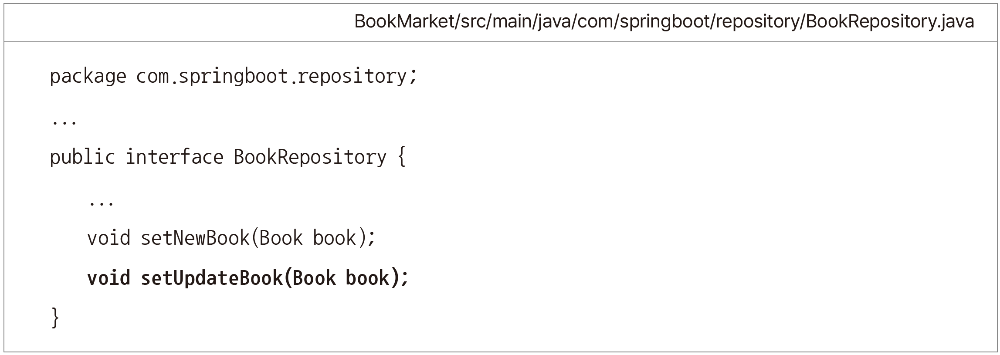 BookMarket/src/main/java/com/springboot/repository/BookRepository.java
package com.springboot.repository;
...
public interface BookRepository {
...
void setNewBook(Book book);
void setUpdateBook(Book book);
}